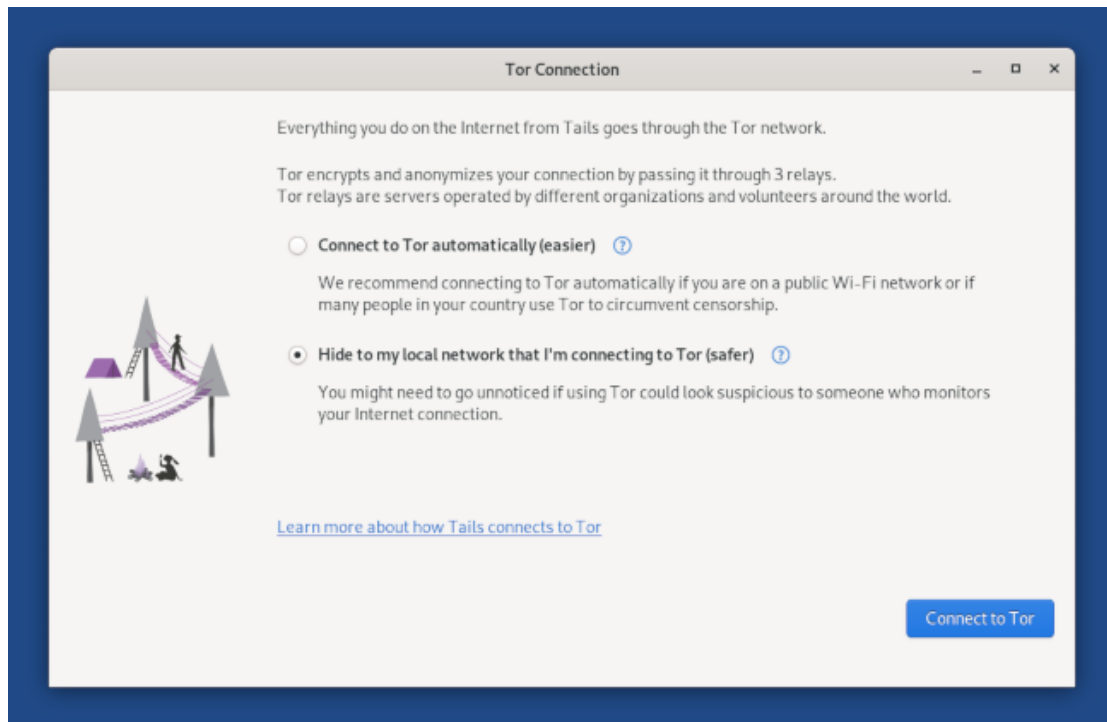 Tor Connection
Everything you do on the Internet from Tails goes through the Tor network.
Tor encrypts and anonymizes your connection by passing it through 3 relays.
Tor relays are servers operated by different organizations and volunteers around the world.
Connect to Tor automatically (easier) ?
We recommend connecting to Tor automatically if you are on a public Wi-Fi network or if
many people in your country use Tor to circumvent censorship.
Hide to my local network that I'm connecting to Tor (safer) ?
You might need to go unnoticed if using Tor could look suspicious to someone who monitors
your Internet connection.
Learn more about how Tails connects to Tor
Connect to Tor